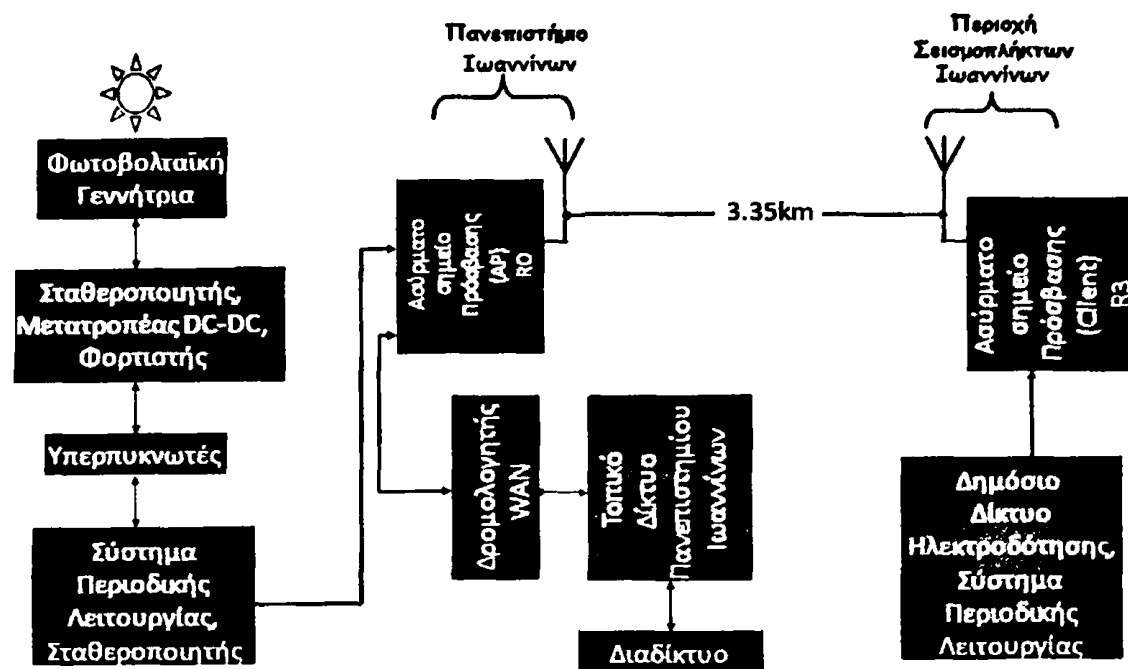 Πανεπιστήμιο
Ιωαννίνων
Περιοχή
Σεισμοπλήκτων
Ιωαννίνων
Φωτοβολταϊκή
Γεννήτρια
Σταθεροποιητής,
Μετατροπέας DC-DC,
Φορτιστής
Υπερπυκνωτές
Σύστημα
Περιοδικής
Λειτουργίας,
Σταθεροποιητής
Ασύρματο
σημείο
Πρόσβασης
(AP)
R0
3.35km
Ασύρματο
σημείο
Πρόσβασης
(Client)
R3
Δρομολογητής
WAN
Τοπικό
Δίκτυο
Πανεπιστημίου
Ιωαννίνων
Διαδίκτυο
Δημόσιο
Δίκτυο
Ηλεκτροδότησης,
Σύστημα
Περιοδικής
Λειτουργίας